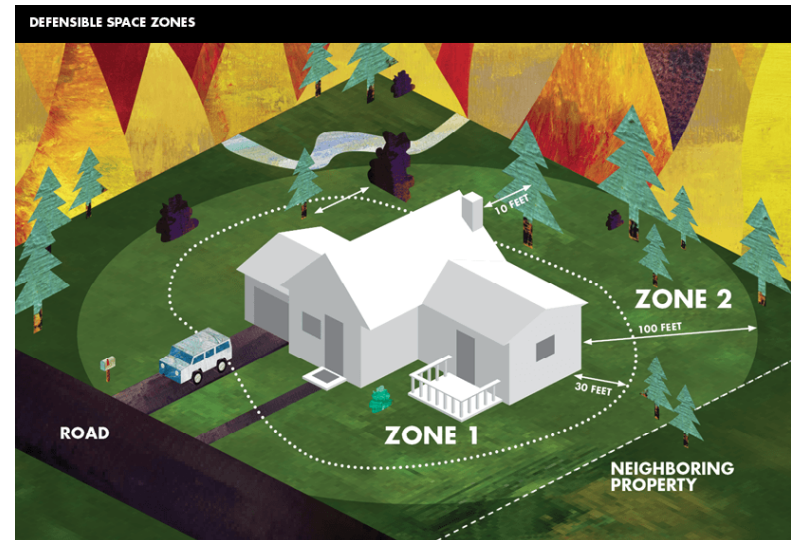 DEFENSIBLE SPACE ZONES
10 FEET
ZONE 2
100 FEET
30 FEET
ROAD
ZONE 1
NEIGHBORING
PROPERTY